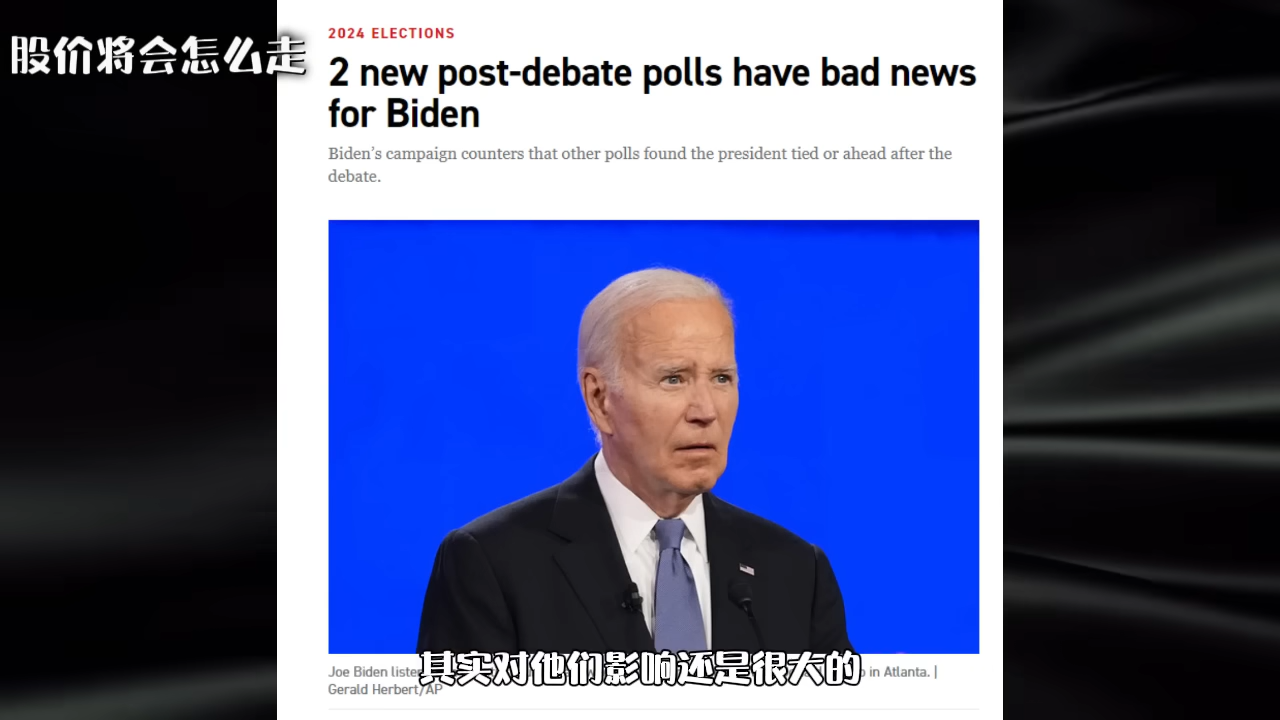 股价将会怎么走
2024 ELECTIONS
2 new post-debate polls have bad news
for Biden
Biden's campaign counters that other polls found the president tied or ahead after the
debate.
其实对他们影响还是很大的
Joe Biden listen in Atlanta. |
Gerald Herbert/AP